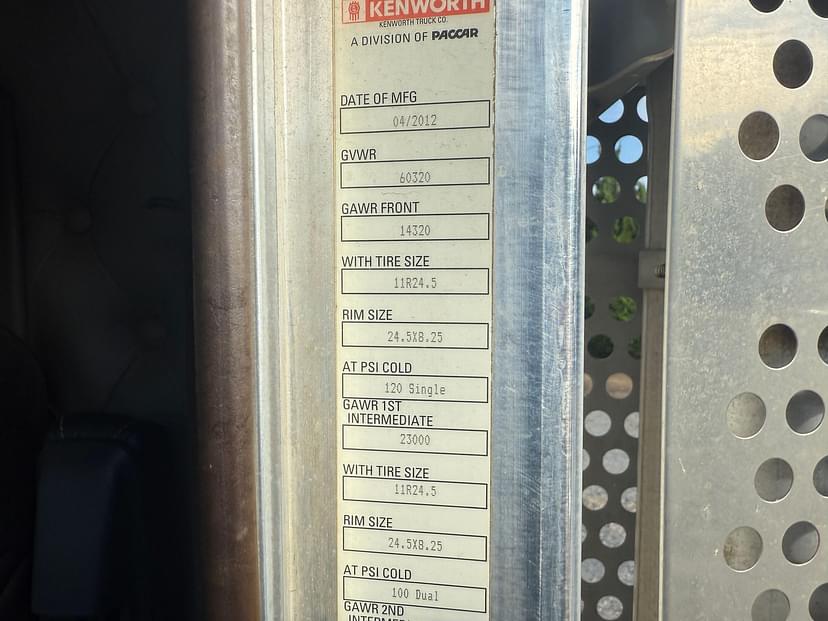 KENWORTH
KENWORTH TRUCK CO.
A DIVISION OF PACCAR
DATE OF MFG
04/2012
GVWR
60320
GAWR FRONT
14320
WITH TIRE SIZE
11R24.5
RIM SIZE
24.5X8.25
AT PSI COLD
120 Single
GAWR 1ST
INTERMEDIATE
23000
WITH TIRE SIZE
11R24.5
RIM SIZE
24.5X8.25
AT PSI COLD
100 Dual
GAWR 2ND